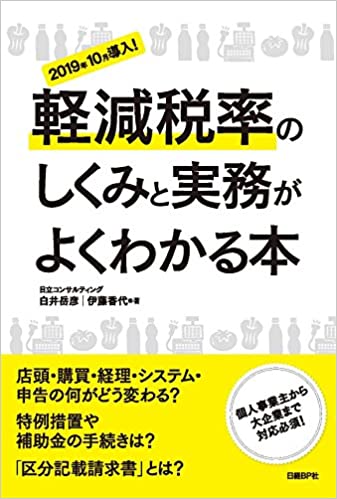 2019年10月導入!
軽減税率の
しくみと実務が
よくわかる本
日立コンサルティング
白井岳彦|伊藤香代・著
店頭・購買・経理・システム・
申告の何がどう変わる?
特例措置や
補助金の手続きは?
「区分記載請求書」とは?
個人事業主から
大企業まで
対応必須!
日経BP社